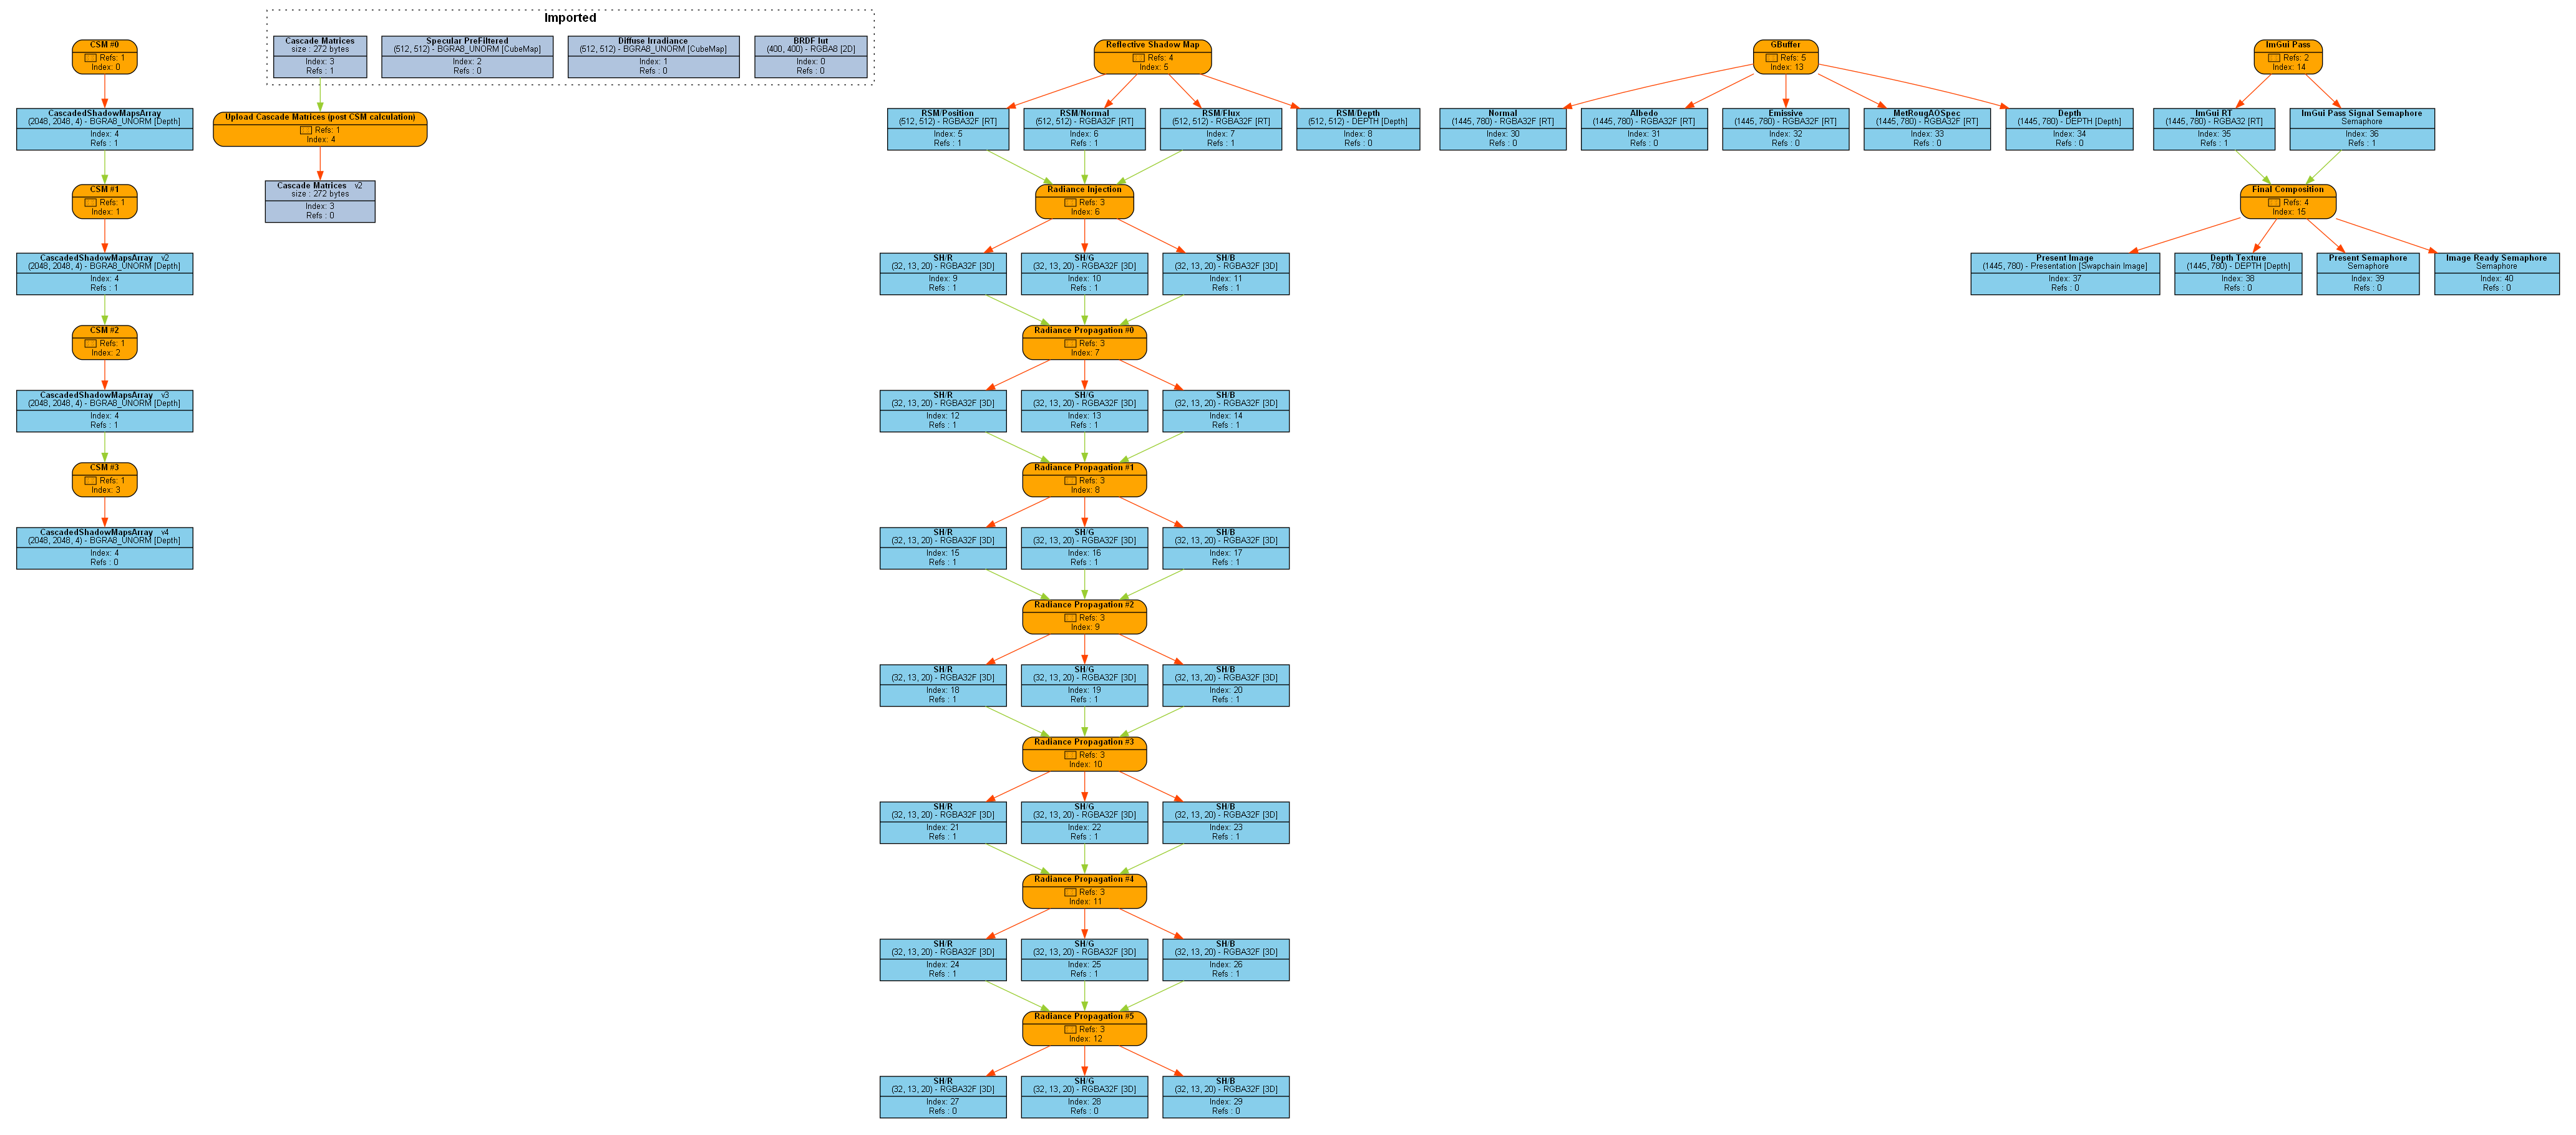 CSM #0
Refs: 1
Index: 0
CascadedShadowMapsArray
(2048, 2048, 4) - BGRA8_UNORM [Depth]
Index: 4
Refs : 1
CSM #1
Refs: 1
Index: 1
CascadedShadowMapsArray v2
(2048, 2048, 4) - BGRA8_UNORM [Depth]
Index: 4
Refs : 1
CSM #2
Refs: 1
Index: 2
CascadedShadowMapsArray v3
(2048, 2048, 4) - BGRA8_UNORM [Depth]
Index: 4
Refs : 1
CSM #3
Refs: 1
Index: 3
CascadedShadowMapsArray v4
(2048, 2048, 4) - BGRA8_UNORM [Depth]
Index: 4
Refs : 0
Imported
Cascade Matrices
size : 272 bytes
Index: 3
Refs : 1
Specular PreFiltered
(512, 512) - BGRA8_UNORM [CubeMap]
Index: 2
Refs : 0
Diffuse Irradiance
(512, 512) - BGRA8_UNORM [CubeMap]
Index: 1
Refs : 0
BRDF lut
(400, 400) - RGBA8 [2D]
Index: 0
Refs : 0
Upload Cascade Matrices (post CSM calculation)
Refs: 1
Index: 4
Cascade Matrices v2
size : 272 bytes
Index: 3
Refs : 0
Reflective Shadow Map
Refs: 4
Index: 5
RSM/Position
(512, 512) - RGBA32F [RT]
Index: 5
Refs : 1
RSM/Normal
(512, 512) - RGBA32F [RT]
Index: 6
Refs : 1
RSM/Flux
(512, 512) - RGBA32F [RT]
Index: 7
Refs : 1
RSM/Depth
(512, 512) - DEPTH [Depth]
Index: 8
Refs : 0
Radiance Injection
Refs: 3
Index: 6
SH/R
(32, 13, 20) - RGBA32F [3D]
Index: 9
Refs : 1
SH/G
(32, 13, 20) - RGBA32F [3D]
Index: 10
Refs : 1
SH/B
(32, 13, 20) - RGBA32F [3D]
Index: 11
Refs : 1
Radiance Propagation #0
Refs: 3
Index: 7
SH/R
(32, 13, 20) - RGBA32F [3D]
Index: 12
Refs : 1
SH/G
(32, 13, 20) - RGBA32F [3D]
Index: 13
Refs : 1
SH/B
(32, 13, 20) - RGBA32F [3D]
Index: 14
Refs : 1
Radiance Propagation #1
Refs: 3
Index: 8
SH/R
(32, 13, 20) - RGBA32F [3D]
Index: 15
Refs : 1
SH/G
(32, 13, 20) - RGBA32F [3D]
Index: 16
Refs : 1
SH/B
(32, 13, 20) - RGBA32F [3D]
Index: 17
Refs : 1
Radiance Propagation #2
Refs: 3
Index: 9
SH/R
(32, 13, 20) - RGBA32F [3D]
Index: 18
Refs : 1
SH/G
(32, 13, 20) - RGBA32F [3D]
Index: 19
Refs : 1
SH/B
(32, 13, 20) - RGBA32F [3D]
Index: 20
Refs : 1
Radiance Propagation #3
Refs: 3
Index: 10
SH/R
(32, 13, 20) - RGBA32F [3D]
Index: 21
Refs : 1
SH/G
(32, 13, 20) - RGBA32F [3D]
Index: 22
Refs : 1
SH/B
(32, 13, 20) - RGBA32F [3D]
Index: 23
Refs : 1
Radiance Propagation #4
Refs: 3
Index: 11
SH/R
(32, 13, 20) - RGBA32F [3D]
Index: 24
Refs : 1
SH/G
(32, 13, 20) - RGBA32F [3D]
Index: 25
Refs : 1
SH/B
(32, 13, 20) - RGBA32F [3D]
Index: 26
Refs : 1
Radiance Propagation #5
Refs: 3
Index: 12
SH/R
(32, 13, 20) - RGBA32F [3D]
Index: 27
Refs : 0
SH/G
(32, 13, 20) - RGBA32F [3D]
Index: 28
Refs : 0
SH/B
(32, 13, 20) - RGBA32F [3D]
Index: 29
Refs : 0
GBuffer
Refs: 5
Index: 13
Normal
(1445, 780) - RGBA32F [RT]
Index: 30
Refs : 0
Albedo
(1445, 780) - RGBA32F [RT]
Index: 31
Refs : 0
Emissive
(1445, 780) - RGBA32F [RT]
Index: 32
Refs : 0
MetRougAOSpec
(1445, 780) - RGBA32F [RT]
Index: 33
Refs : 0
Depth
(1445, 780) - DEPTH [Depth]
Index: 34
Refs : 0
ImGui Pass
Refs: 2
Index: 14
ImGui RT
(1445, 780) - RGBA32 [RT]
Index: 35
Refs : 1
ImGui Pass Signal Semaphore
Semaphore
Index: 36
Refs : 1
Final Composition
Refs: 4
Index: 15
Present Image
(1445, 780) - Presentation [Swapchain Image]
Index: 37
Refs : 0
Depth Texture
(1445, 780) - DEPTH [Depth]
Index: 38
Refs : 0
Present Semaphore
Semaphore
Index: 39
Refs : 0
Image Ready Semaphore
Semaphore
Index: 40
Refs : 0